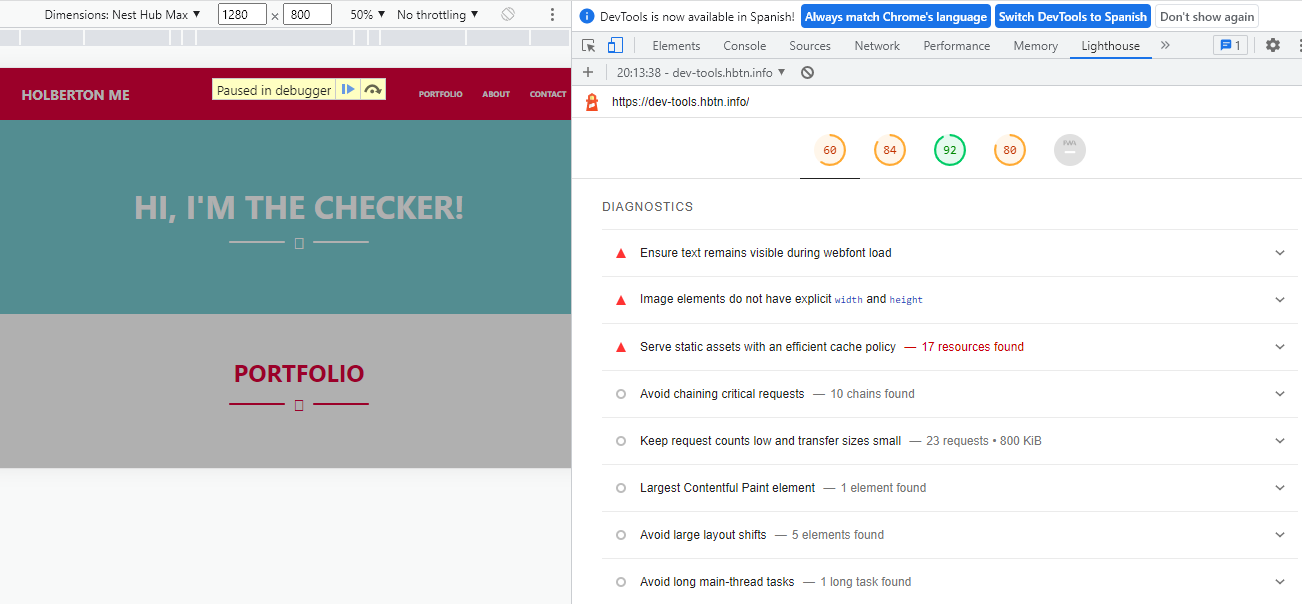 Dimensions: Nest Hub Max ▼ 1280 × 800 50% ▼ No throttling ▼
HOLBERTON ME
Paused in debugger
PORTFOLIO ABOUT CONTACT
HI, I'M THE CHECKER!
PORTFOLIO
DevTools is now available in Spanish! Always match Chrome's language Switch DevTools to Spanish Don't show again
Elements Console Sources Network Performance Memory Lighthouse » 1
+ 20:13:38 - dev-tools.hbtn.info ▼
https://dev-tools.hbtn.info/
60 84 92 80 PWA
DIAGNOSTICS
Ensure text remains visible during webfont load
Image elements do not have explicit width and height
Serve static assets with an efficient cache policy — 17 resources found
Avoid chaining critical requests — 10 chains found
Keep request counts low and transfer sizes small — 23 requests • 800 KiB
Largest Contentful Paint element — 1 element found
Avoid large layout shifts — 5 elements found
Avoid long main-thread tasks — 1 long task found